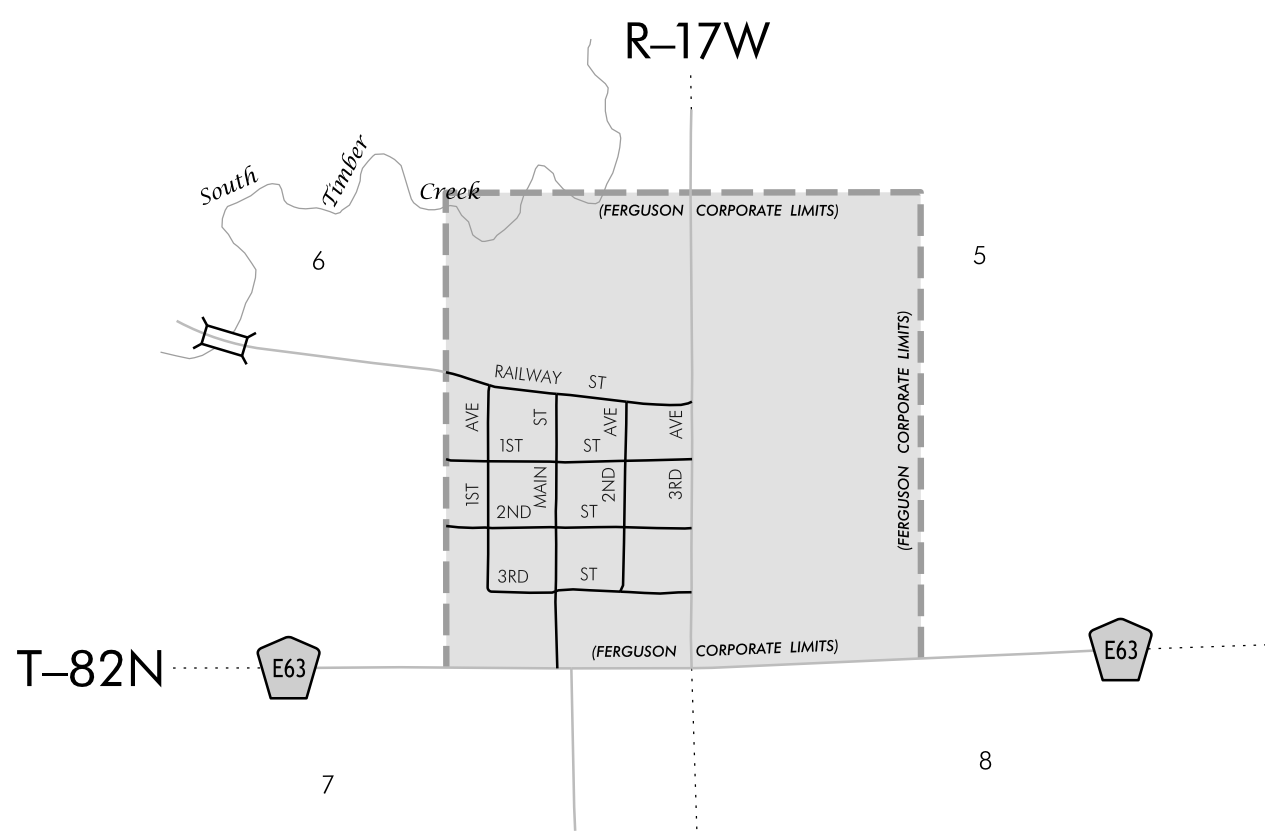 R–17W
South Timber Creek
(FERGUSON CORPORATE LIMITS)
6
5
(FERGUSON CORPORATE LIMITS)
RAILWAY ST
1ST AVE
MAIN ST
2ND AVE
3RD AVE
1ST ST
2ND ST
3RD ST
(FERGUSON CORPORATE LIMITS)
T–82N
E63
E63
7
8